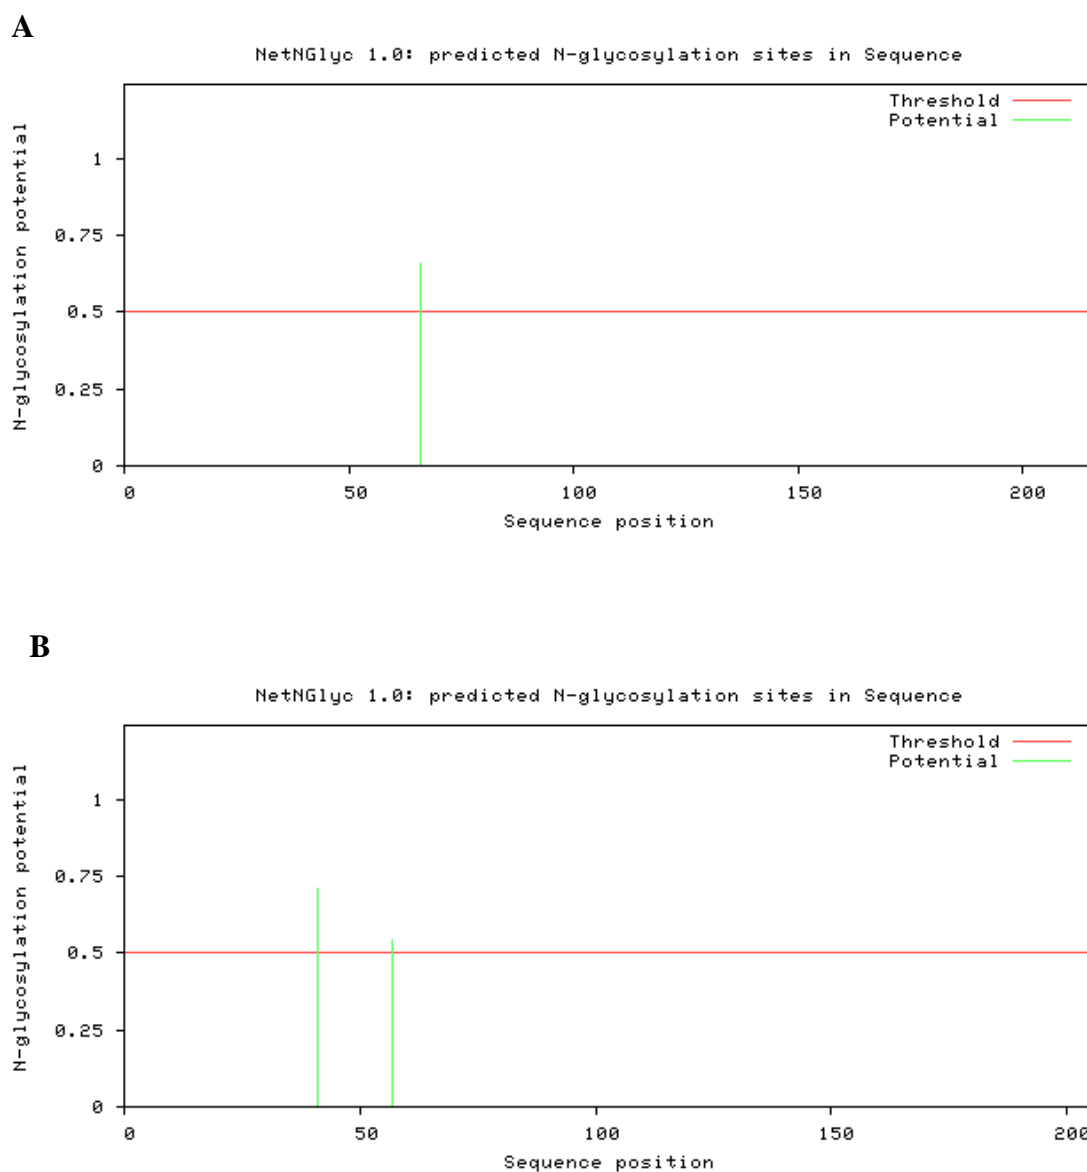 A
NetNGlyc 1.0: predicted N-glycosylation sites in Sequence
Threshold
Potential
N-glycosylation potential
1
0.75
0.5
0.25
0
0 50 100 150 200
Sequence position
B
NetNGlyc 1.0: predicted N-glycosylation sites in Sequence
Threshold
Potential
N-glycosylation potential
1
0.75
0.5
0.25
0
0 50 100 150 200
Sequence position